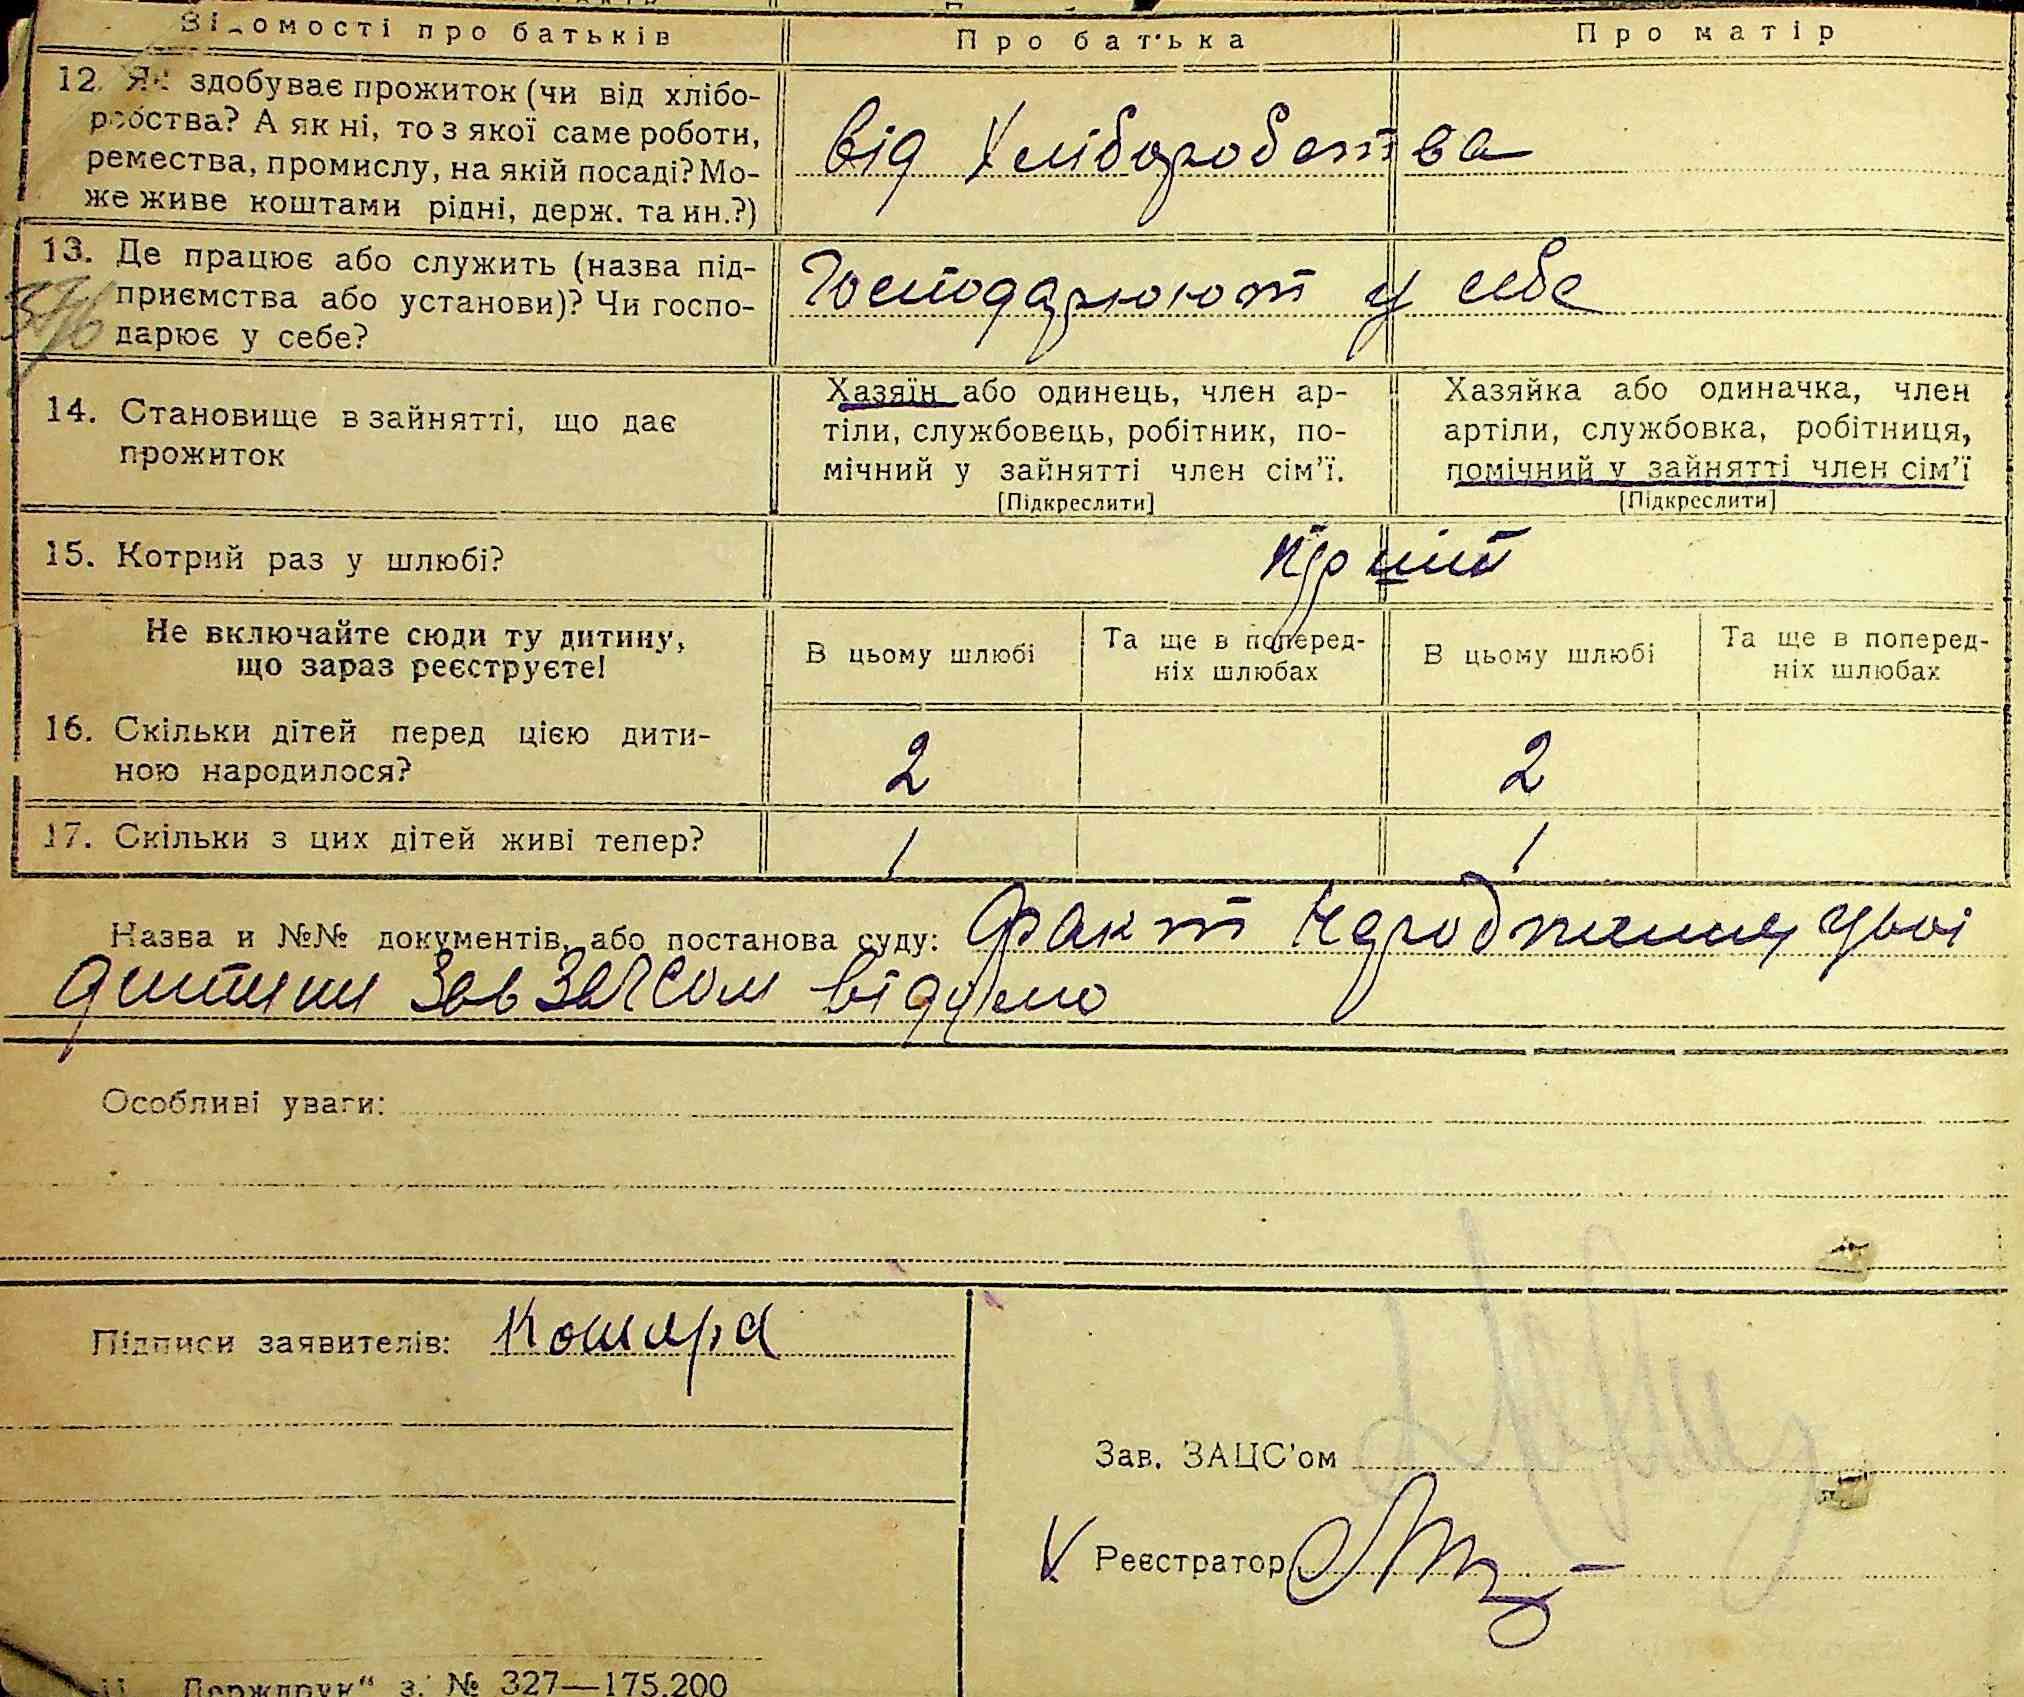 Відомості про батьків
Про батька
Про матір
12. Як здобуває прожиток (чи від хлібо-
робства? А як ні, то з якої саме роботи,
ремества, промислу, на якій посаді? Мо-
же живе коштами рідні, держ. та ин.?)
від Хліборобства
13. Де працює або служить (назва під-
приємства або установи)? Чи госпо-
дарює у себе?
Господарюют у себе
14. Становище в зайнятті, що дає
прожиток
Хазяїн або одинець, член ар-
тіли, службовець, робітник, по-
мічний у зайнятті член сім'ї.
[Підкреслити]
Хазяйка або одиначка, член
артіли, службовка, робітниця,
помічний у зайнятті член сім'ї
[Підкреслити]
15. Котрий раз у шлюбі?
Не включайте сюди ту дитину,
що зараз реєструєте!
В цьому шлюбі
Та ще в поперед-
ніх шлюбах
В цьому шлюбі
Та ще в поперед-
ніх шлюбах
16. Скільки дітей перед цією дити-
ною народилося?
2
2
17. Скільки з цих дітей живі тепер?
1
1
Назва и №№ документів, або постанова суду: Факт народження цьоі
дитини Зав Загсом відомо
Особливі уваги:
Підписи заявителів: Кошара
Зав. ЗАЦС'ом
V Реєстратор
Держдрук" з. № 327—175.200